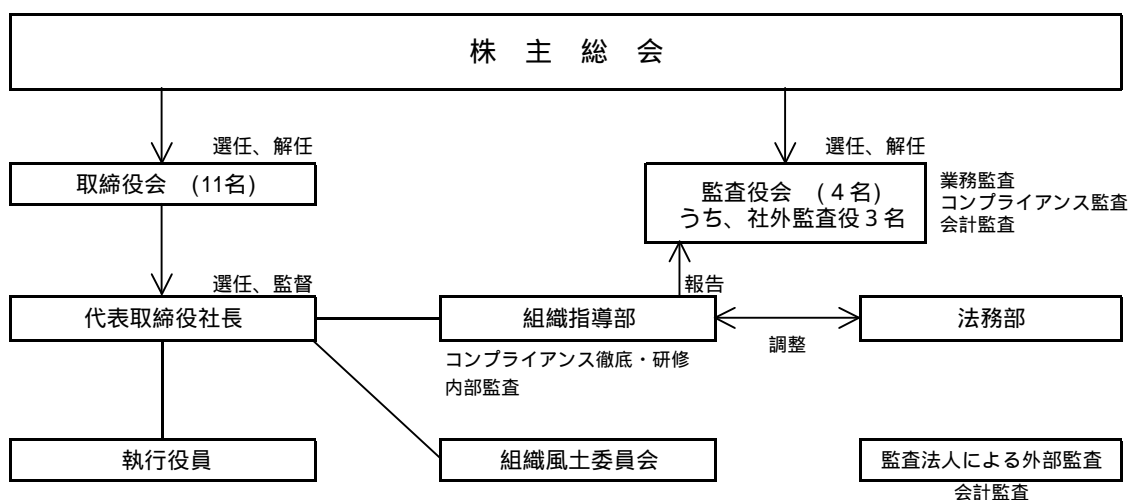 株 主 総 会
選任、解任
選任、解任
取締役会 (11名)
監査役会 (4名)
うち、社外監査役3名
業務監査
コンプライアンス監査
会計監査
選任、監督
報告
代表取締役社長
組織指導部
調整
法務部
コンプライアンス徹底・研修
内部監査
執行役員
組織風土委員会
監査法人による外部監査
会計監査